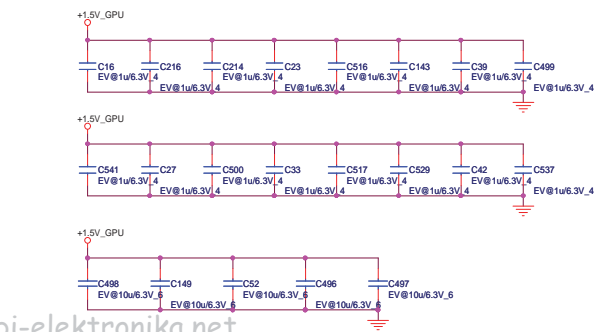 +1.5V_GPU
C16 C216 C214 C23 C516 C143 C39 C499
EV@1u/6.3V_4 EV@1u/6.3V_4 EV@1u/6.3V_4 EV@1u/6.3V_4
EV@1u/6.3V_4 EV@1u/6.3V_4 EV@1u/6.3V_4 EV@1u/6.3V_4
+1.5V_GPU
C541 C27 C500 C33 C517 C529 C42 C537
EV@1u/6.3V_4 EV@1u/6.3V_4 EV@1u/6.3V_4 EV@1u/6.3V_4
EV@1u/6.3V_4 EV@1u/6.3V_4 EV@1u/6.3V_4 EV@1u/6.3V_4
+1.5V_GPU
C498 C149 C52 C496 C497
EV@10u/6.3V_6 EV@10u/6.3V_6 EV@10u/6.3V_6
EV@10u/6.3V_6 EV@10u/6.3V_6
pi-elektronika.net